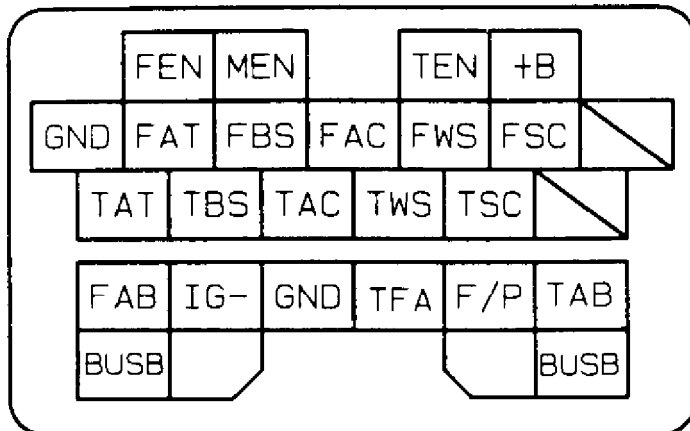 FEN MEN TEN +B
GND FAT FBS FAC FWS FSC
TAT TBS TAC TWS TSC
FAB IG- GND TFA F/P TAB
BUSB BUSB